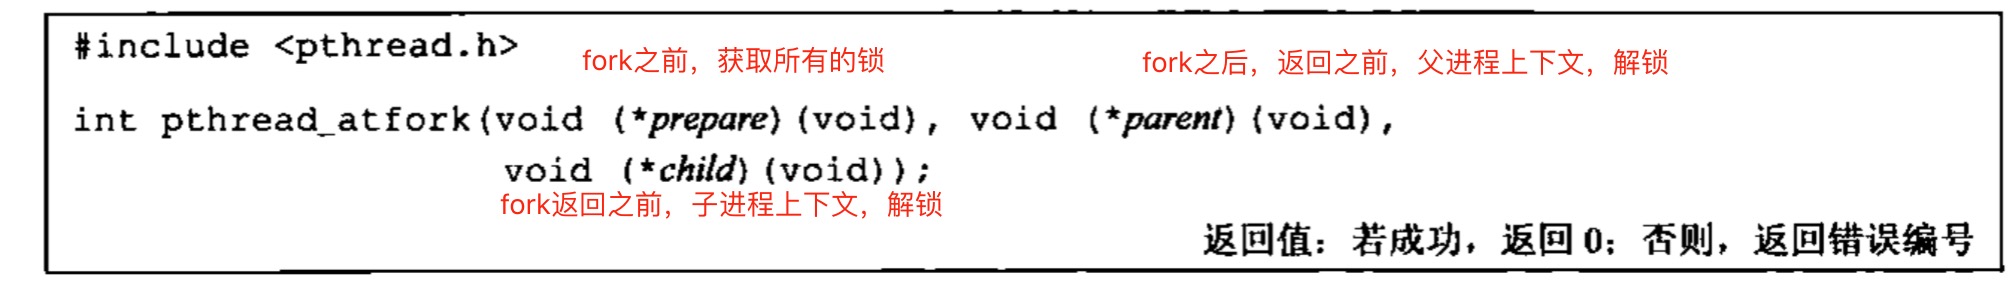 #include <pthread.h>
fork之前，获取所有的锁
fork之后，返回之前，父进程上下文，解锁
int pthread_atfork(void (*prepare)(void), void (*parent)(void),
void (*child)(void));
fork返回之前，子进程上下文，解锁
返回值：若成功，返回0；否则，返回错误编号